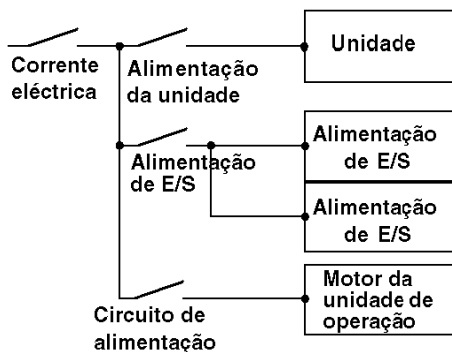 Corrente
eléctrica
Alimentação
da unidade
Unidade
Alimentação
de E/S
Alimentação
de E/S
Alimentação
de E/S
Circuito de
alimentação
Motor da
unidade de
operação